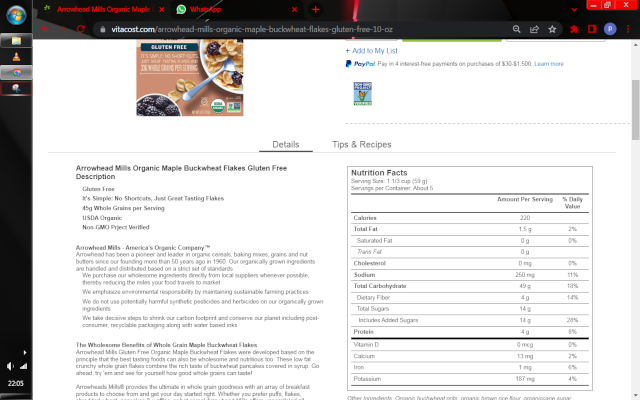 Arrowhead Mills Organic Maple
WhatsApp
vitacost.com/arrowhead-mills-organic-maple-buckwheat-flakes-gluten-free-10-oz
P
GLUTEN FREE
+ Add to My List
PayPal Pay in 4 interest-free payments on purchases of $30-$1,500. Learn more
Details
Tips & Recipes
Arrowhead Mills Organic Maple Buckwheat Flakes Gluten Free
Description
Gluten Free
It's Simple: No Shortcuts, Just Great Tasting Flakes
45g Whole Grains per Serving
USDA Organic
Non-GMO Prject Verified
Arrowhead Mills - America's Organic Company™
Arrowhead has been a pioneer and leader in organic cereals, baking mixes, grains and nut
butters since our founding more than 50 years ago in 1960. Our organically grown ingredients
are handled and distributed based on a strict set of standards
We purchase our wholesome ingredients directly from local suppliers whenever possible,
thereby reducing the miles your food travels to market
We emphasize environmental responsibility by maintaining sustainable farming practices
We do not use potentially harmful synthetic pesticides and herbicides on our organically grown
ingredients
We take decisive steps to shrink our carbon footprint and conserve our planet including post-
consumer, recyclable packaging along with water based inks
The Wholesome Benefits of Whole Grain Maple Buckwheat Flakes
Arrowhead Mills Gluten Free Organic Maple Buckwheat Flakes were developed based on the
principle that the best tasting foods can also be wholesome and nutritious too. These low fat
crunchy whole grain flakes combine the rich taste of buckwheat pancakes covered in syrup. Go
ahead, try 'em and see for yourself how good whole grains can taste!
Arrowheads Mills® provides the ultimate in whole grain goodness with an array of breakfast
products to choose from and get your day started right. Whether you prefer puffs, flakes,
Nutrition Facts
Serving Size: 1 1/3 cup (59 g)
Servings per Container: About 5
Amount Per Serving % Daily
Value
Calories 220
Total Fat 1.5 g 2%
Saturated Fat 0 g 0%
Trans Fat 0 g
Cholesterol 0 mg 0%
Sodium 250 mg 11%
Total Carbohydrate 49 g 18%
Dietary Fiber 4 g 14%
Total Sugars 14 g
Includes Added Sugars 14 g 28%
Protein 4 g 8%
Vitamin D 0 mcg 0%
Calcium 13 mg 2%
Iron 1 mg 6%
Potassium 187 mg 4%
Other Ingredients: Organic buckwheat grits, organic brown rice flour, organiccane sugar,
22:05